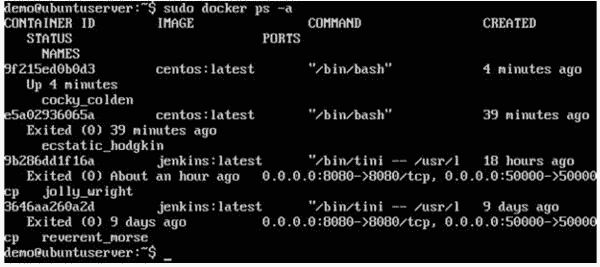 demo@ubuntuserver:~$ sudo docker ps -a
CONTAINER ID        IMAGE               COMMAND                CREATED
   STATUS                        PORTS
     NAMES
9f215ed0b0d3        centos:latest       "/bin/bash"            4 minutes ago
   Up 4 minutes
     cocky_colden
e5a02936065a        centos:latest       "/bin/bash"            39 minutes ago
   Exited (0) 39 minutes ago
     ecstatic_hodgkin
9b286dd1f16a        jenkins:latest      "/bin/tini -- /usr/l   18 hours ago
   Exited (0) About an hour ago   0.0.0.0:8080->8080/tcp, 0.0.0.0:50000->50000
cp   jolly_wright
3646aa260a2d        jenkins:latest      "/bin/tini -- /usr/l   9 days ago
   Exited (0) 9 days ago          0.0.0.0:8080->8080/tcp, 0.0.0.0:50000->50000
cp   reverent_morse
demo@ubuntuserver:~$ _